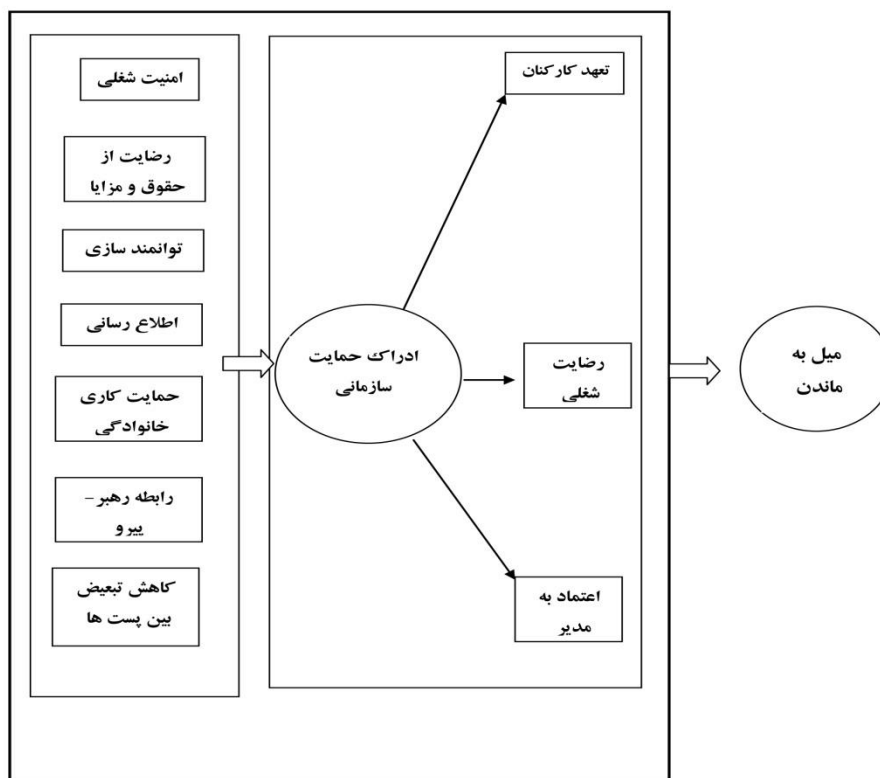 امنیت شغلی
رضایت از
حقوق و مزایا
توانمند سازی
اطلاع رسانی
حمایت کاری
خانوادگی
رابطه رهبر –
پیرو
کاهش تبعیض
بین پست ها
ادراک حمایت
سازمانی
تعهد کارکنان
رضایت
شغلی
اعتماد به
مدیر
میل به
ماندن